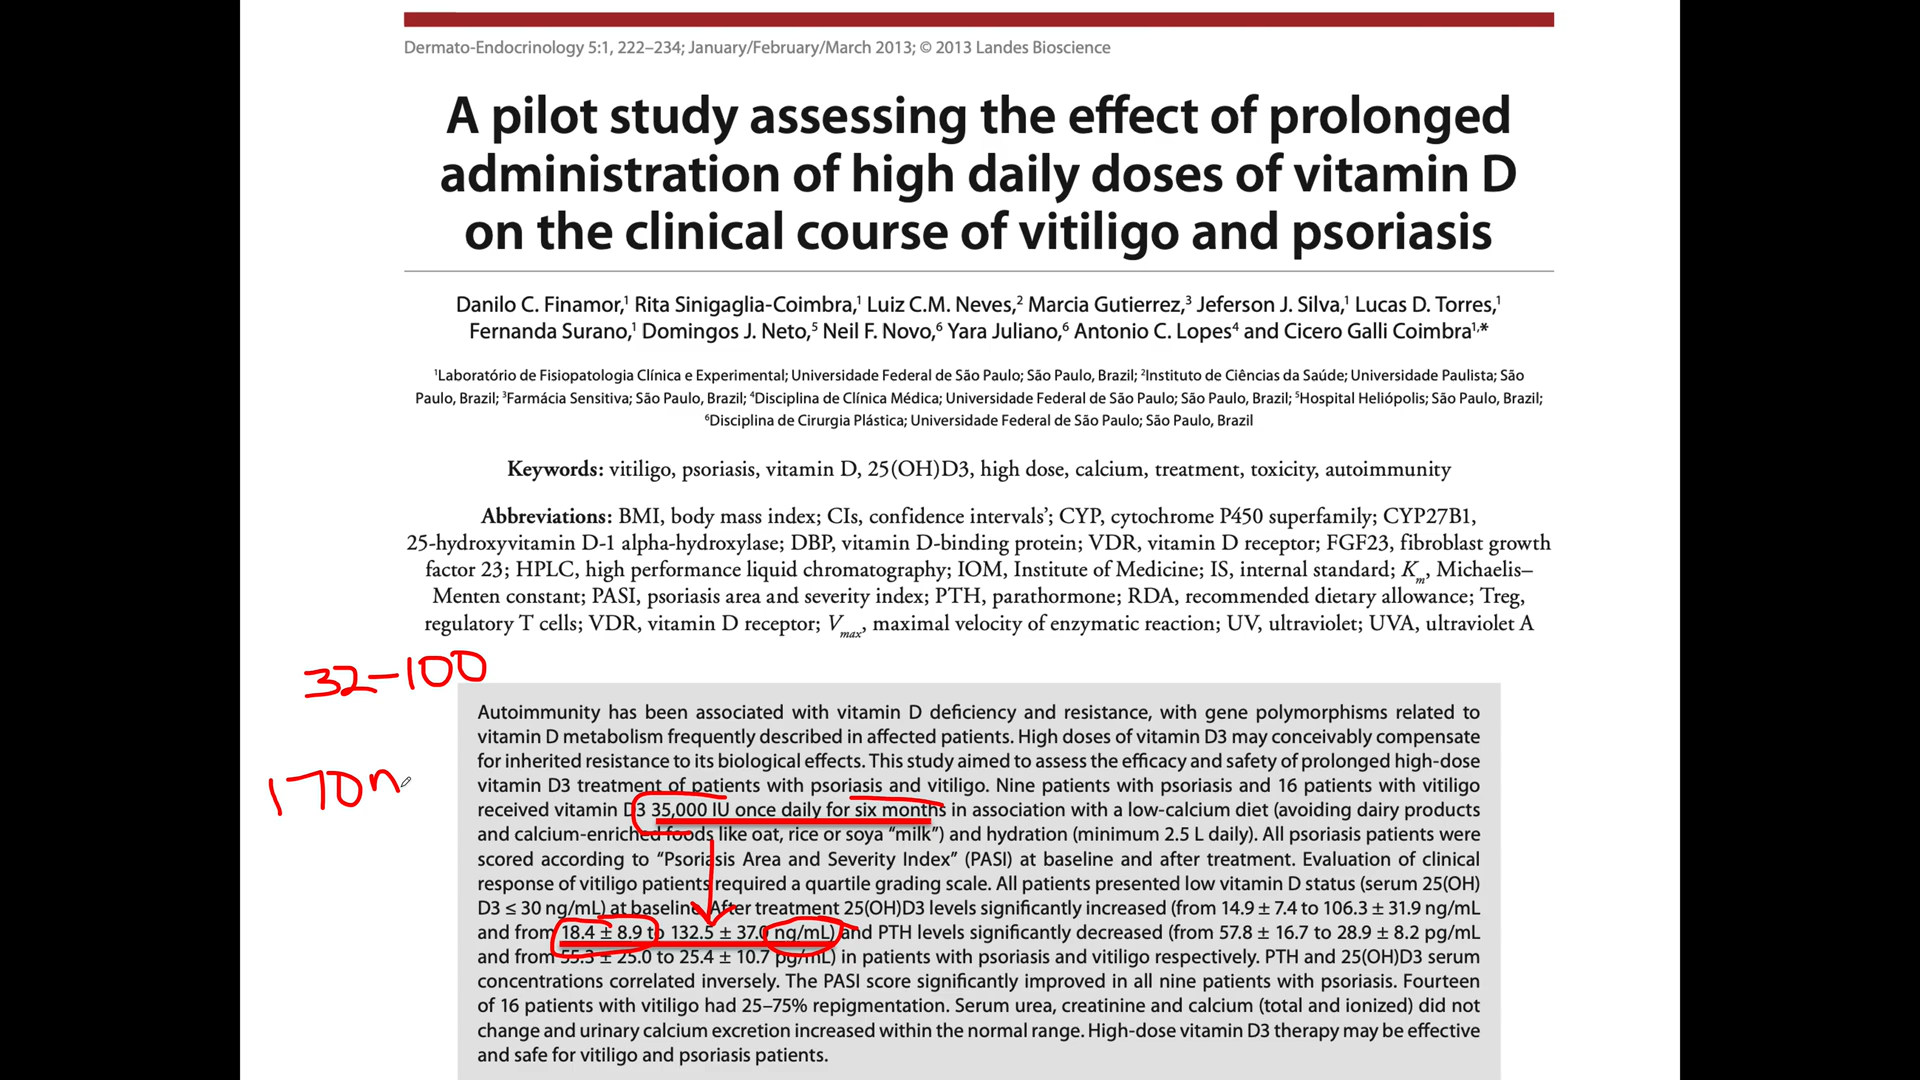 Dermato-Endocrinology 5:1, 222–234; January/February/March 2013; © 2013 Landes Bioscience
A pilot study assessing the effect of prolonged
administration of high daily doses of vitamin D
on the clinical course of vitiligo and psoriasis
Danilo C. Finamor,1 Rita Sinigaglia-Coimbra,1 Luiz C.M. Neves,2 Marcia Gutierrez,3 Jeferson J. Silva,1 Lucas D. Torres,1
Fernanda Surano,1 Domingos J. Neto,5 Neil F. Novo,6 Yara Juliano,6 Antonio C. Lopes4 and Cicero Galli Coimbra1,*
1Laboratório de Fisiopatologia Clínica e Experimental; Universidade Federal de São Paulo; São Paulo, Brazil; 2Instituto de Ciências da Saúde; Universidade Paulista; São
Paulo, Brazil; 3Farmácia Sensitiva; São Paulo, Brazil; 4Disciplina de Clínica Médica; Universidade Federal de São Paulo; São Paulo, Brazil; 5Hospital Heliópolis; São Paulo, Brazil;
6Disciplina de Cirurgia Plástica; Universidade Federal de São Paulo; São Paulo, Brazil
Keywords: vitiligo, psoriasis, vitamin D, 25(OH)D3, high dose, calcium, treatment, toxicity, autoimmunity
Abbreviations: BMI, body mass index; CIs, confidence intervals'; CYP, cytochrome P450 superfamily; CYP27B1,
25-hydroxyvitamin D-1 alpha-hydroxylase; DBP, vitamin D-binding protein; VDR, vitamin D receptor; FGF23, fibroblast growth
factor 23; HPLC, high performance liquid chromatography; IOM, Institute of Medicine; IS, internal standard; Km, Michaelis–
Menten constant; PASI, psoriasis area and severity index; PTH, parathormone; RDA, recommended dietary allowance; Treg,
regulatory T cells; VDR, vitamin D receptor; Vmax, maximal velocity of enzymatic reaction; UV, ultraviolet; UVA, ultraviolet A
32-100
Autoimmunity has been associated with vitamin D deficiency and resistance, with gene polymorphisms related to
vitamin D metabolism frequently described in affected patients. High doses of vitamin D3 may conceivably compensate
for inherited resistance to its biological effects. This study aimed to assess the efficacy and safety of prolonged high-dose
170n
vitamin D3 treatment of patients with psoriasis and vitiligo. Nine patients with psoriasis and 16 patients with vitiligo
received vitamin D3 35,000 IU once daily for six months in association with a low-calcium diet (avoiding dairy products
and calcium-enriched foods like oat, rice or soya “milk”) and hydration (minimum 2.5 L daily). All psoriasis patients were
scored according to “Psoriasis Area and Severity Index” (PASI) at baseline and after treatment. Evaluation of clinical
response of vitiligo patients required a quartile grading scale. All patients presented low vitamin D status (serum 25(OH)
D3 ≤ 30 ng/mL) at baseline. After treatment 25(OH)D3 levels significantly increased (from 14.9 ± 7.4 to 106.3 ± 31.9 ng/mL
and from 18.4 ± 8.9 to 132.5 ± 37.0 ng/mL) and PTH levels significantly decreased (from 57.8 ± 16.7 to 28.9 ± 8.2 pg/mL
and from 55.3 ± 25.0 to 25.4 ± 10.7 pg/mL) in patients with psoriasis and vitiligo respectively. PTH and 25(OH)D3 serum
concentrations correlated inversely. The PASI score significantly improved in all nine patients with psoriasis. Fourteen
of 16 patients with vitiligo had 25–75% repigmentation. Serum urea, creatinine and calcium (total and ionized) did not
change and urinary calcium excretion increased within the normal range. High-dose vitamin D3 therapy may be effective
and safe for vitiligo and psoriasis patients.